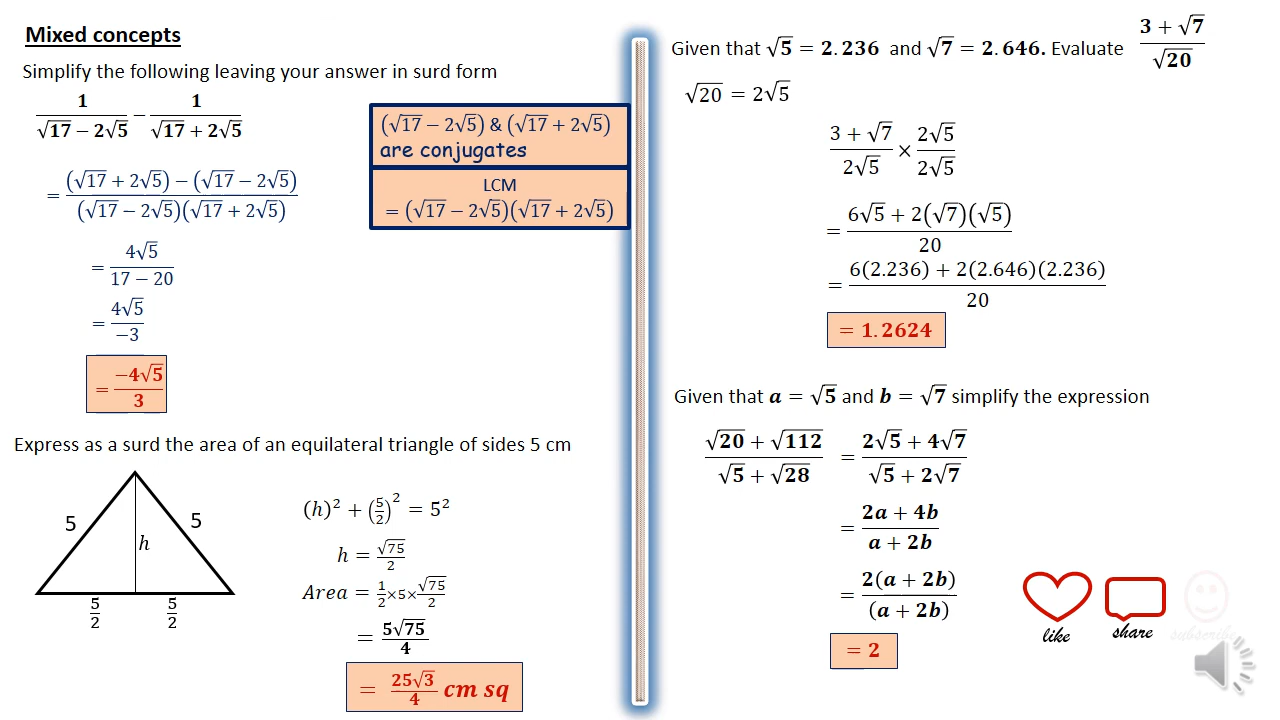 Mixed concepts
Simplify the following leaving your answer in surd form
1/(√17 − 2√5) − 1/(√17 + 2√5)
= ((√17 + 2√5) − (√17 − 2√5))/((√17 − 2√5)(√17 + 2√5))
= 4√5/(17 − 20)
= 4√5/−3
= −4√5/3
(√17 − 2√5) & (√17 + 2√5)
are conjugates
LCM
= (√17 − 2√5)(√17 + 2√5)
Express as a surd the area of an equilateral triangle of sides 5 cm
5
5
h
5/2
5/2
(h)² + (5/2)² = 5²
h = √75/2
Area = 1/2 × 5 × √75/2
= 5√75/4
= 25√3/4 cm sq
Given that √5 = 2.236 and √7 = 2.646. Evaluate (3 + √7)/√20
√20 = 2√5
(3 + √7)/2√5 × 2√5/2√5
= (6√5 + 2(√7)(√5))/20
= (6(2.236) + 2(2.646)(2.236))/20
= 1.2624
Given that a = √5 and b = √7 simplify the expression
(√20 + √112)/(√5 + √28) = (2√5 + 4√7)/(√5 + 2√7)
= (2a + 4b)/(a + 2b)
= 2(a + 2b)/(a + 2b)
= 2
like
share
subscribe